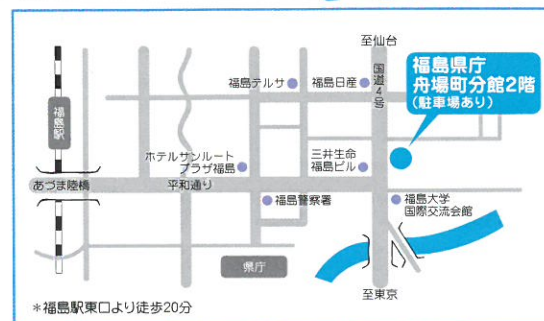 至仙台
国道4号
福島県庁
舟場町分館2階
(駐車場あり)
福島テルサ
福島日産
福島駅
ホテルサンルート
プラザ福島
三井生命
福島ビル
あづま陸橋
平和通り
福島警察署
福島大学
国際交流会館
県庁
至東京
*福島駅東口より徒歩20分